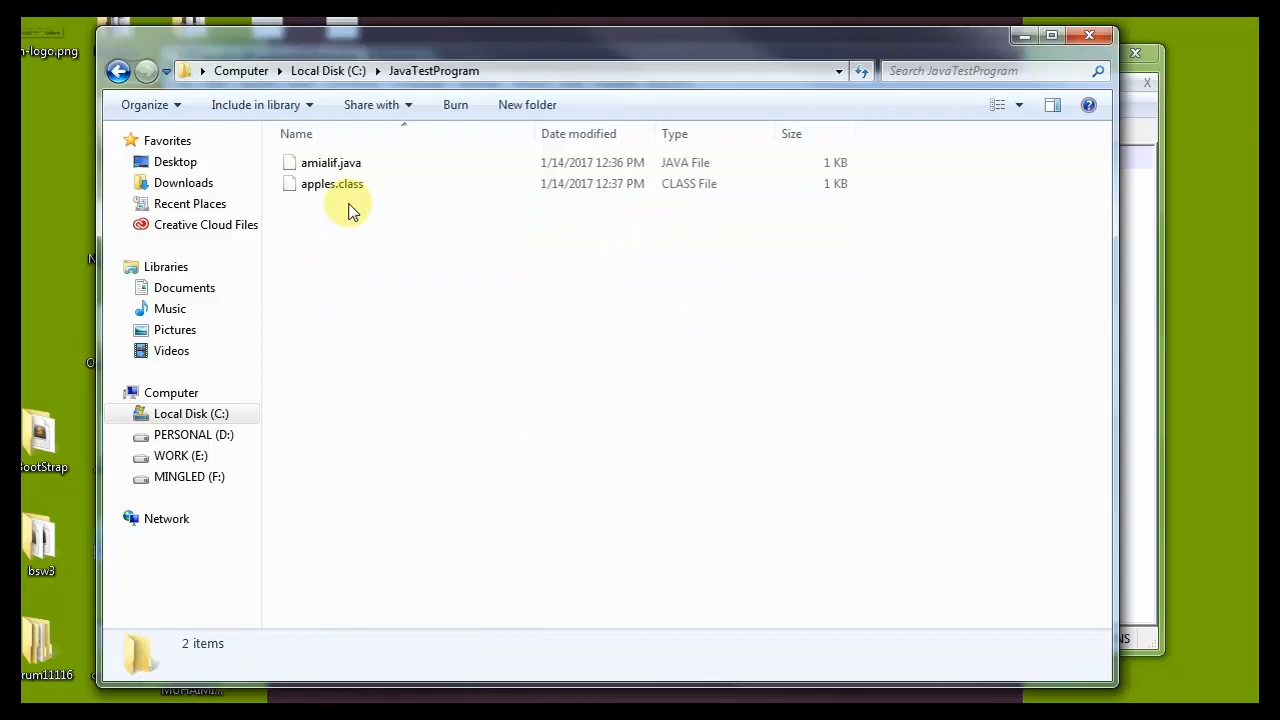 n-logo.png
Computer
Local Disk (C:)
JavaTestProgram
Search JavaTestProgram
Organize
Include in library
Share with
Burn
New folder
Name
Date modified
Type
Size
amialif.java
1/14/2017 12:36 PM
JAVA File
1 KB
apples.class
1/14/2017 12:37 PM
CLASS File
1 KB
Favorites
Desktop
Downloads
Recent Places
Creative Cloud Files
Libraries
Documents
Music
Pictures
Videos
Computer
Local Disk (C:)
PERSONAL (D:)
WORK (E:)
MINGLED (F:)
Network
2 items
ootStrap
bsw3
rum11116
NS